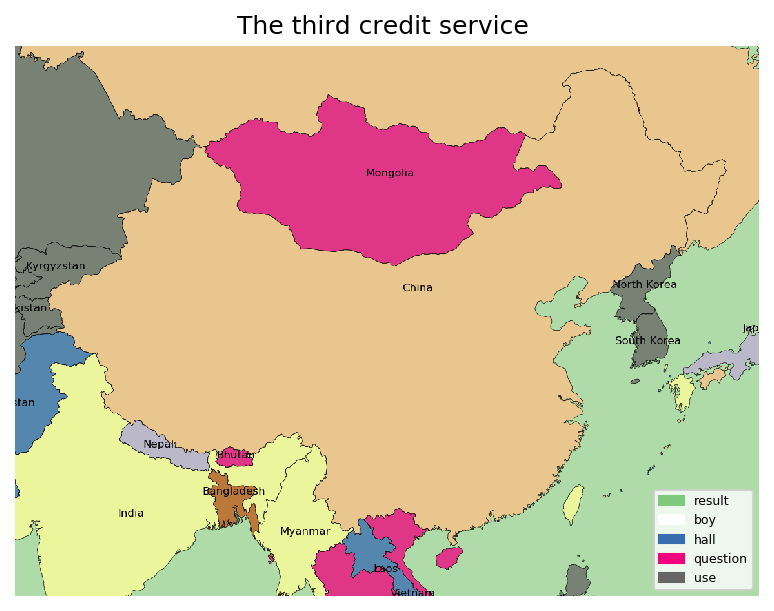 The third credit service
Mongolia
Kyrgyzstan
China
North Korea
kistan
South Korea
Jap
stan
Nepal
Bhutan
Bangladesh
India
Myanmar
Laos
Vietnam
result
boy
hall
question
use